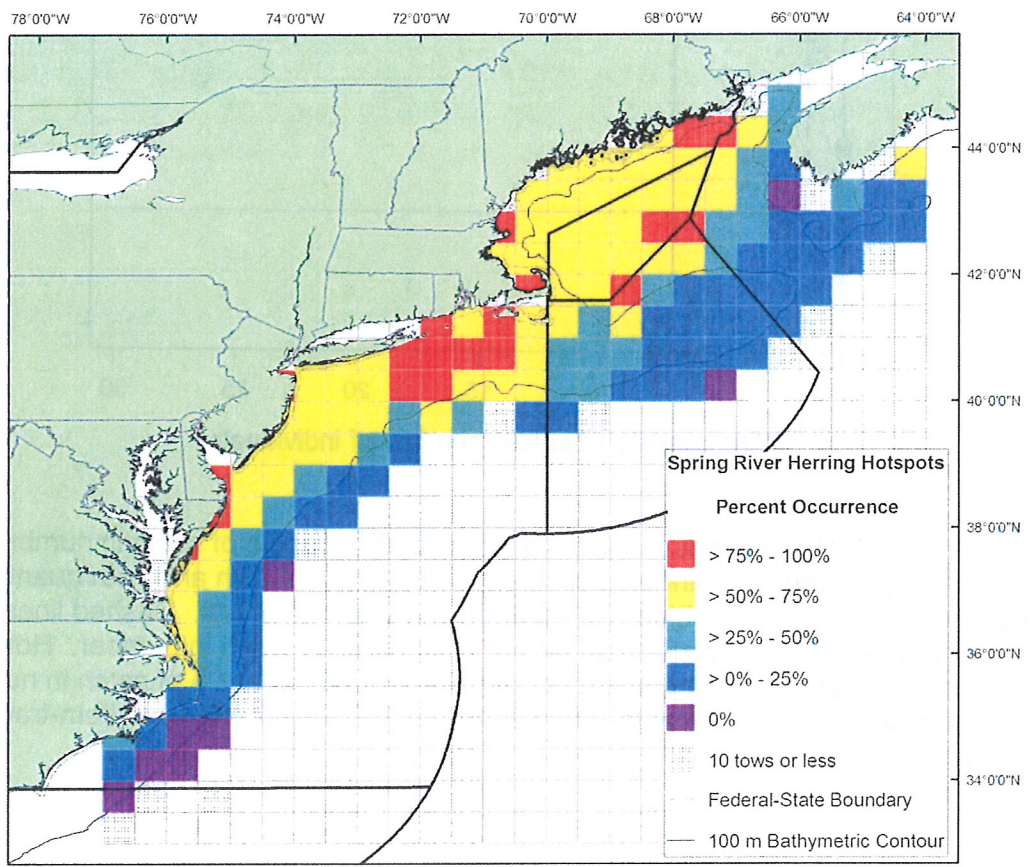 78°0'0"W 76°0'0"W 74°0'0"W 72°0'0"W 70°0'0"W 68°0'0"W 66°0'0"W 64°0'0"W
44°0'0"N
42°0'0"N
40°0'0"N
38°0'0"N
36°0'0"N
34°0'0"N
Spring River Herring Hotspots
Percent Occurrence
> 75% - 100%
> 50% - 75%
> 25% - 50%
> 0% - 25%
0%
10 tows or less
Federal-State Boundary
100 m Bathymetric Contour